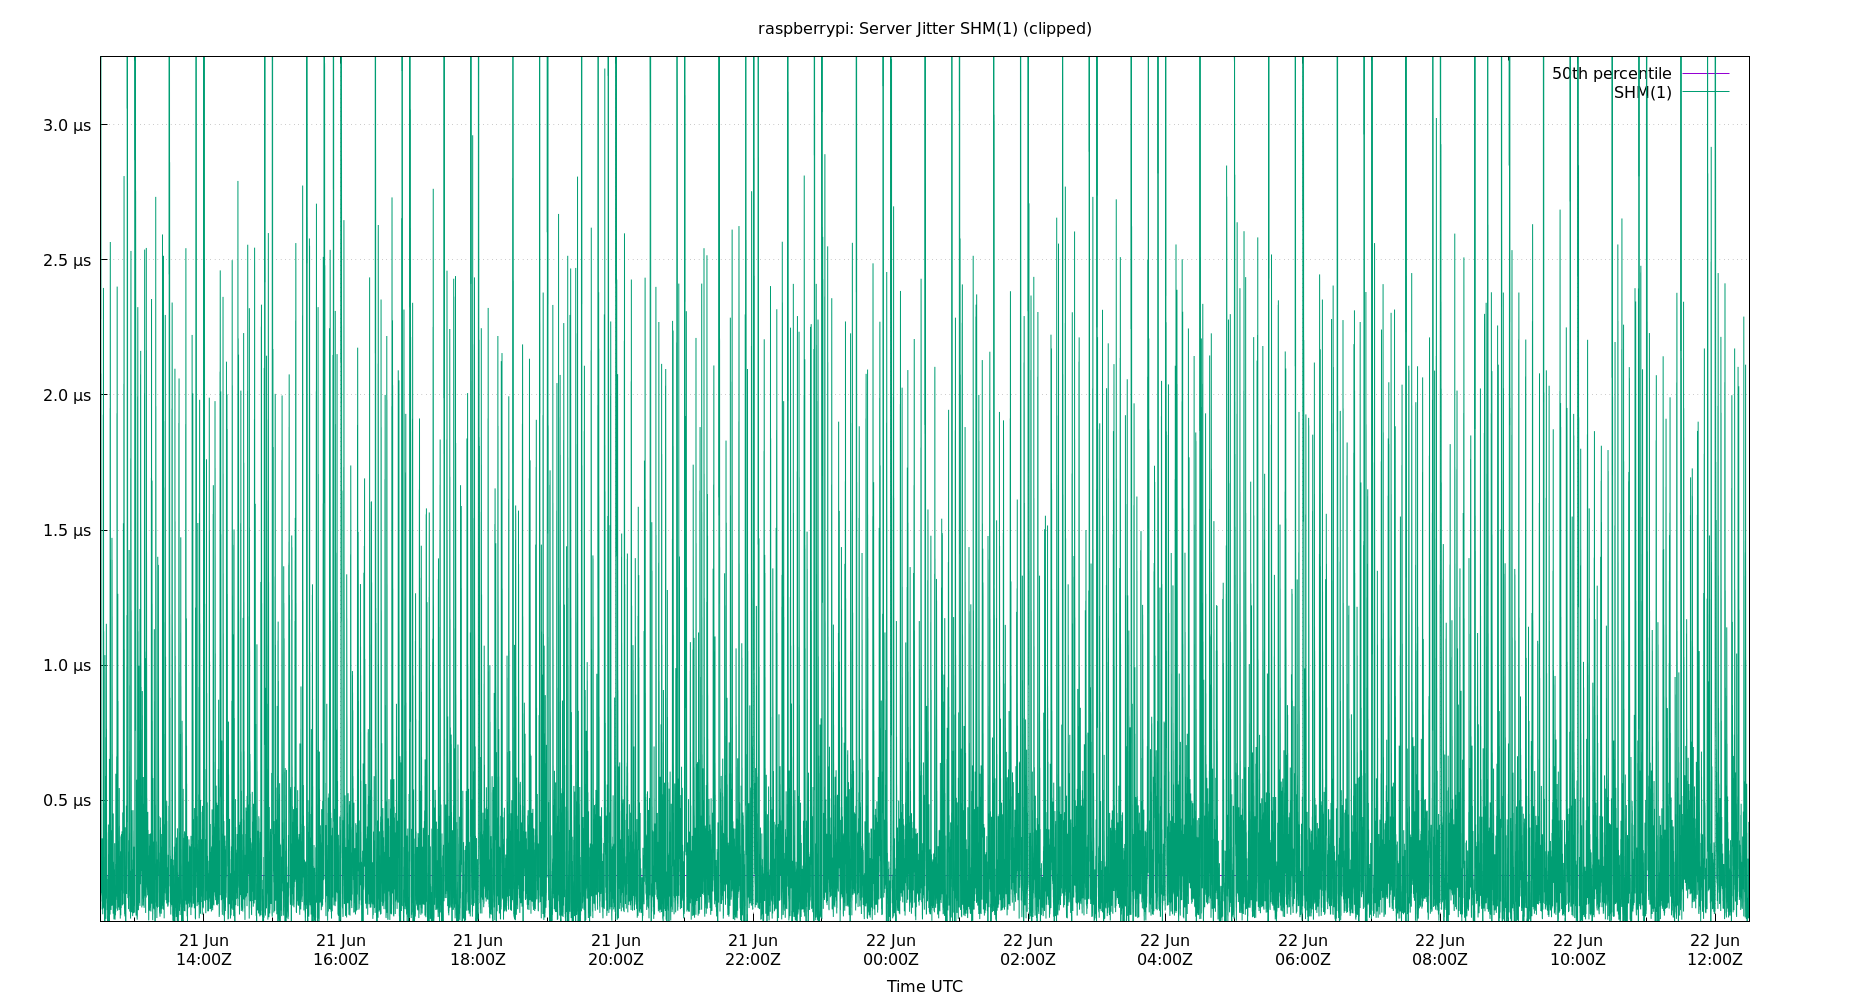 raspberrypi: Server Jitter SHM(1) (clipped)
50th percentile
SHM(1)
3.0 µs
2.5 µs
2.0 µs
1.5 µs
1.0 µs
0.5 µs
21 Jun 21 Jun 21 Jun 21 Jun 21 Jun 22 Jun 22 Jun 22 Jun 22 Jun 22 Jun 22 Jun 22 Jun
14:00Z 16:00Z 18:00Z 20:00Z 22:00Z 00:00Z 02:00Z 04:00Z 06:00Z 08:00Z 10:00Z 12:00Z
Time UTC